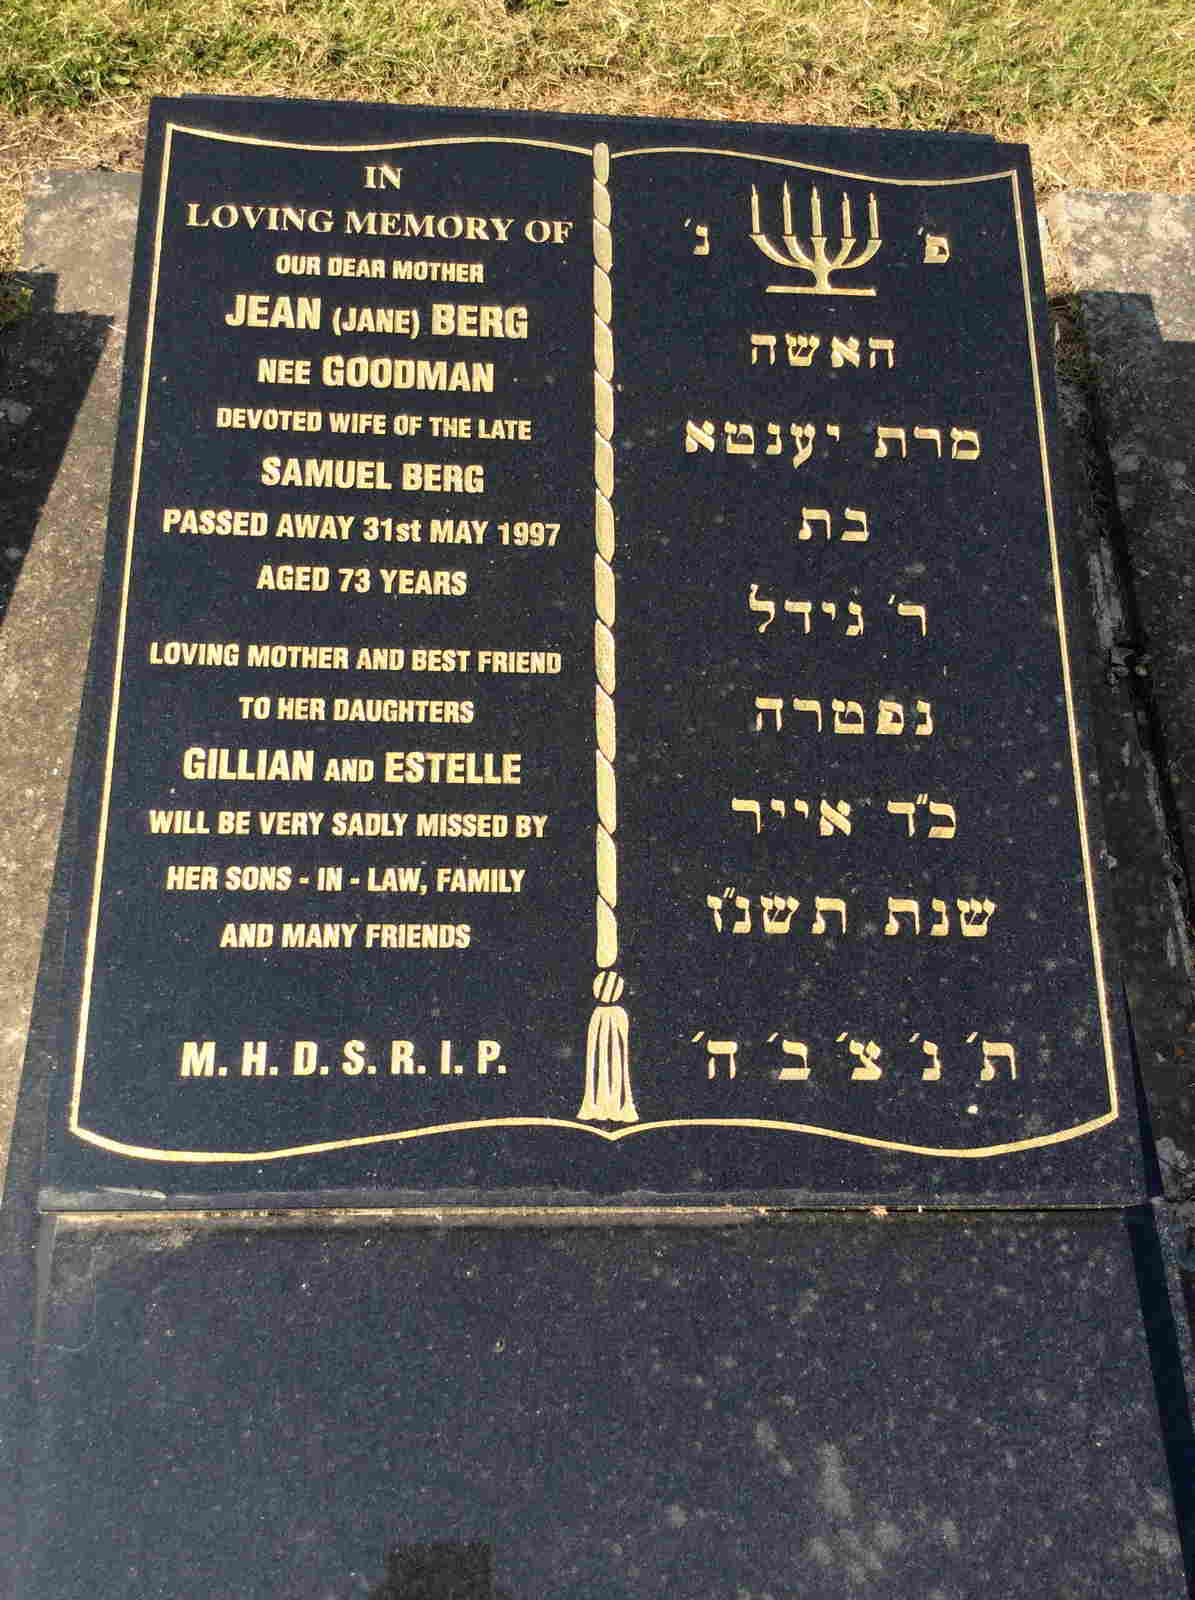 IN
LOVING MEMORY OF
OUR DEAR MOTHER
JEAN (JANE) BERG
NEE GOODMAN
DEVOTED WIFE OF THE LATE
SAMUEL BERG
PASSED AWAY 31st MAY 1997
AGED 73 YEARS
LOVING MOTHER AND BEST FRIEND
TO HER DAUGHTERS
GILLIAN AND ESTELLE
WILL BE VERY SADLY MISSED BY
HER SONS - IN - LAW, FAMILY
AND MANY FRIENDS
M. H. D. S. R. I. P.
פ׳ נ׳
האשה
מרת יענטא
בת
ר׳ גידל
נפטרה
כ״ד אייר
שנת תשנ״ז
ת׳ נ׳ צ׳ ב׳ ה׳